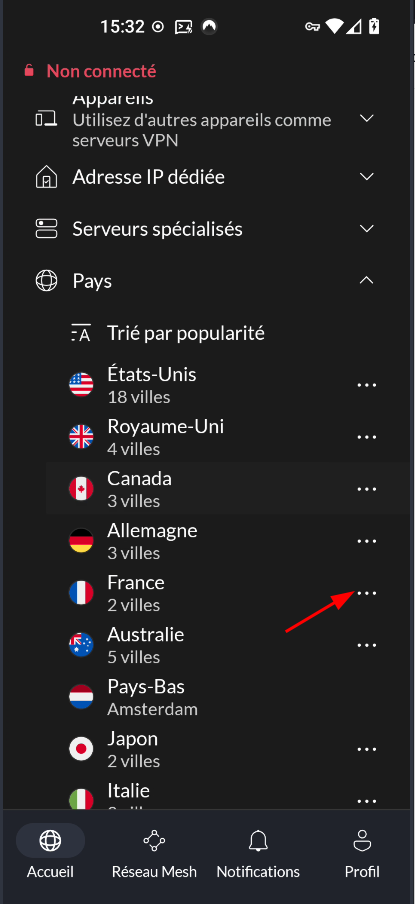 15:32
Non connecté
Appareils
Utilisez d'autres appareils comme
serveurs VPN
Adresse IP dédiée
Serveurs spécialisés
Pays
A Trié par popularité
États-Unis
18 villes
Royaume-Uni
4 villes
Canada
3 villes
Allemagne
3 villes
France
2 villes
Australie
5 villes
Pays-Bas
Amsterdam
Japon
2 villes
Italie
Accueil
Réseau Mesh
Notifications
Profil